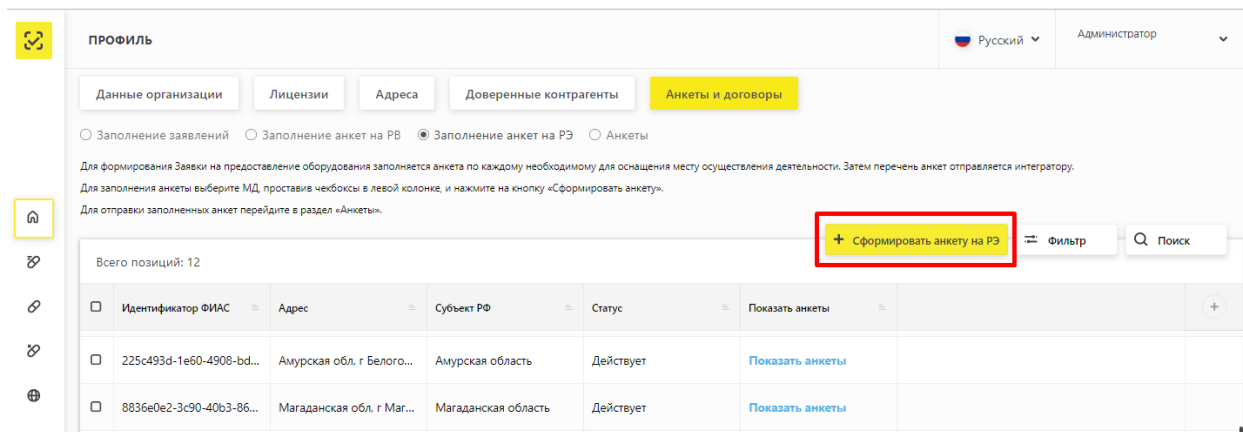 ПРОФИЛЬ
Русский
Администратор
Данные организации
Лицензии
Адреса
Доверенные контрагенты
Анкеты и договоры
Заполнение заявлений
Заполнение анкет на РВ
Заполнение анкет на РЭ
Анкеты
Для формирования Заявки на предоставление оборудования заполняется анкета по каждому необходимому для оснащения месту осуществления деятельности. Затем перечень анкет отправляется интегратору.
Для заполнения анкеты выберите МД, проставив чекбоксы в левой колонке, и нажмите на кнопку «Сформировать анкету».
Для отправки заполненных анкет перейдите в раздел «Анкеты».
+ Сформировать анкету на РЭ
Фильтр
Поиск
Всего позиций: 12
Идентификатор ФИАС
Адрес
Субъект РФ
Статус
Показать анкеты
225c493d-1e60-4908-bd...
Амурская обл, г Белого...
Амурская область
Действует
Показать анкеты
8836e0e2-3c90-40b3-86...
Магаданская обл, г Маг...
Магаданская область
Действует
Показать анкеты